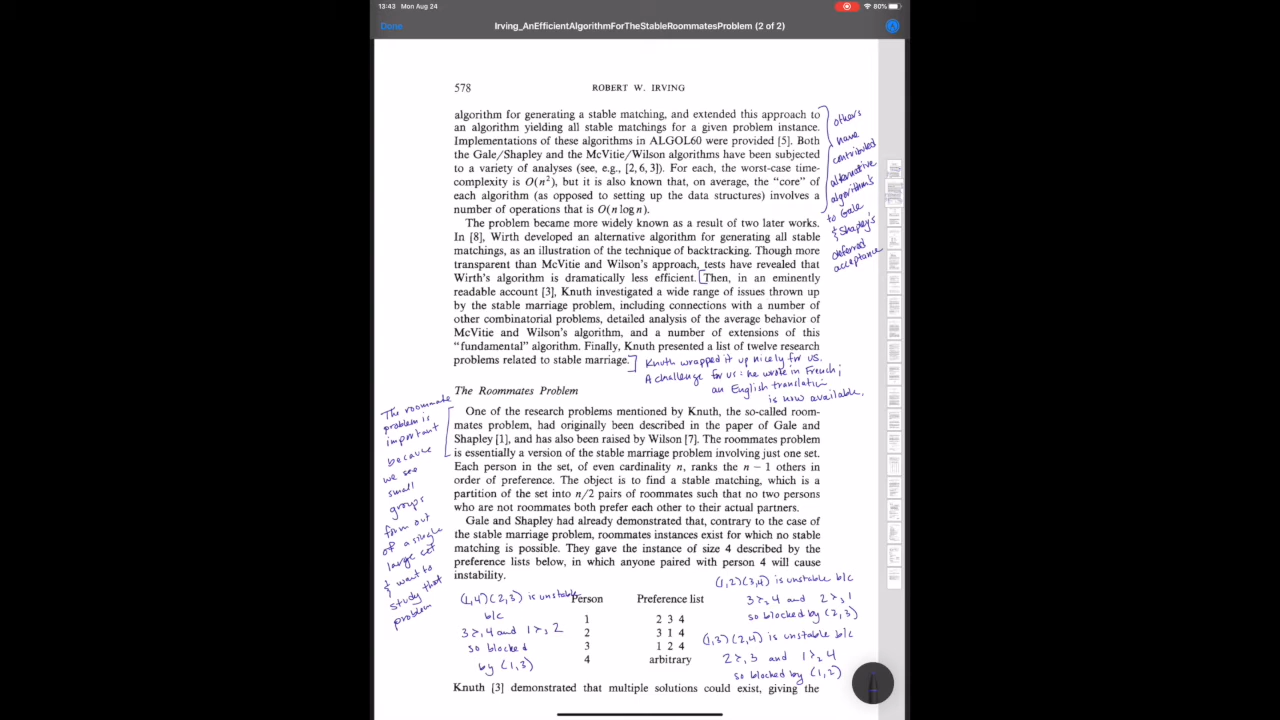 13:43 Mon Aug 24
80%
Done
Irving_AnEfficientAlgorithmForTheStableRoommatesProblem (2 of 2)
578
ROBERT W. IRVING
algorithm for generating a stable matching, and extended this approach to
an algorithm yielding all stable matchings for a given problem instance.
Implementations of these algorithms in ALGOL60 were provided [5]. Both
the Gale/Shapley and the McVitie/Wilson algorithms have been subjected
to a variety of analyses (see, e.g., [2, 6, 3]). For each, the worst-case time-
complexity is O(n²), but it is also known that, on average, the “core” of
each algorithm (as opposed to setting up the data structures) involves a
number of operations that is O(n log n).
others
have
contributed
alternative
algorithms
to Gale
& Shapley's
deferred
acceptance
The problem became more widely known as a result of two later works.
In [8], Wirth developed an alternative algorithm for generating all stable
matchings, as an illustration of the technique of backtracking. Though more
transparent than McVitie and Wilson's approach, tests have revealed that
Wirth's algorithm is dramatically less efficient. [Then, in an eminently
readable account [3], Knuth investigated a wide range of issues thrown up
by the stable marriage problem, including connections with a number of
other combinatorial problems, detailed analysis of the average behavior of
McVitie and Wilson's algorithm, and a number of extensions of this
“fundamental” algorithm. Finally, Knuth presented a list of twelve research
problems related to stable marriage.]
Knuth wrapped it up nicely for us.
A challenge for us: he wrote in French;
an English translation
is now available.
The Roommates Problem
The roommate
problem is
important
because
we see
small
groups
form out
of a single
large set
& want to
study that
problem
One of the research problems mentioned by Knuth, the so-called room-
mates problem, had originally been described in the paper of Gale and
Shapley [1], and has also been raised by Wilson [7]. The roommates problem
is essentially a version of the stable marriage problem involving just one set.
Each person in the set, of even cardinality n, ranks the n − 1 others in
order of preference. The object is to find a stable matching, which is a
partition of the set into n/2 pairs of roommates such that no two persons
who are not roommates both prefer each other to their actual partners.
Gale and Shapley had already demonstrated that, contrary to the case of
the stable marriage problem, roommates instances exist for which no stable
matching is possible. They gave the instance of size 4 described by the
preference lists below, in which anyone paired with person 4 will cause
instability.
(1,4)(2,3) is unstable
b/c
3 ≻₁ 4 and 1 ≻₃ 2
so blocked
by (1,3)
Person Preference list
1 2 3 4
2 3 1 4
3 1 2 4
4 arbitrary
(1,2)(3,4) is unstable b/c
3 ≻₂ 1 and 2 ≻₃ 4
so blocked by (2,3)
(1,3)(2,4) is unstable b/c
2 ≻₁ 3 and 1 ≻₂ 4
so blocked by (1,2)
Knuth [3] demonstrated that multiple solutions could exist, giving the